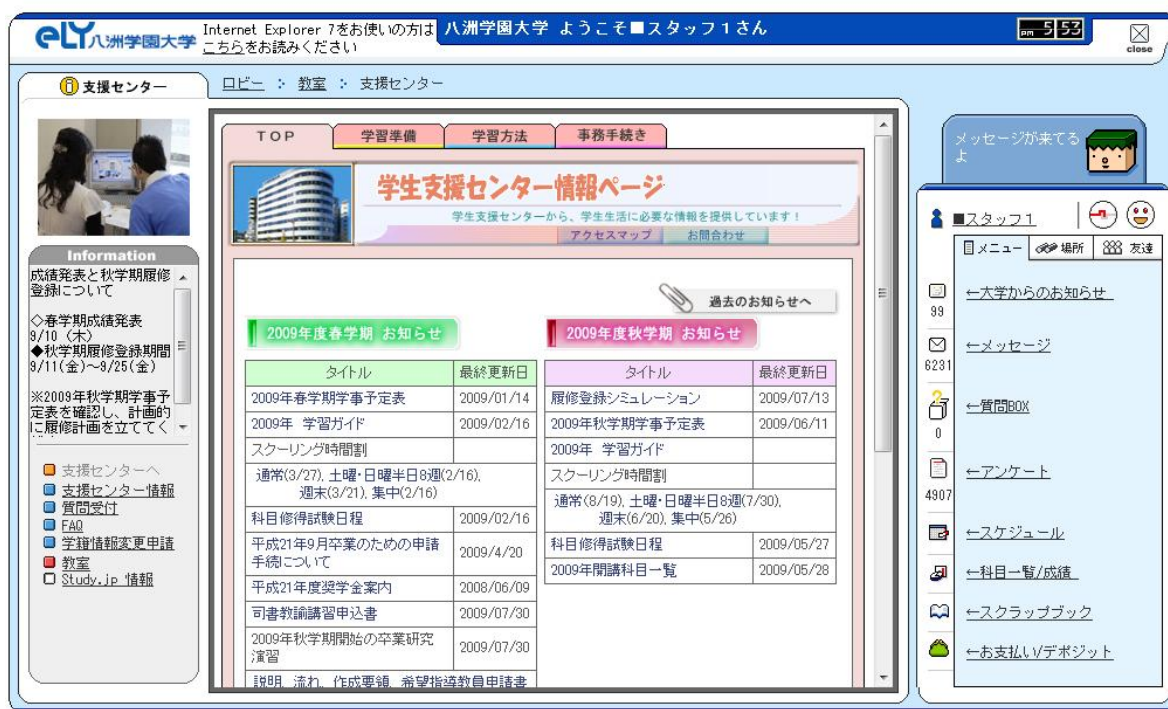 eLy 八洲学園大学
Internet Explorer 7をお使いの方は
こちらをお読みください
八洲学園大学 ようこそ■スタッフ1さん
pm 5 53
close
支援センター
ロビー : 教室 : 支援センター
Information
成績発表と秋学期履修
登録について
◇春学期成績発表
9/10 (木)
◆秋学期履修登録期間
9/11(金)～9/25(金)
※2009年秋学期学事予
定表を確認し、計画的
に履修計画を立ててく
支援センターへ
支援センター情報
質問受付
FAQ
学籍情報変更申請
教室
Study.jp 情報
TOP 学習準備 学習方法 事務手続き
学生支援センター情報ページ
学生支援センターから、学生生活に必要な情報を提供しています!
アクセスマップ お問合わせ
過去のお知らせへ
2009年度春学期 お知らせ
タイトル 最終更新日
2009年春学期学事予定表 2009/01/14
2009年 学習ガイド 2009/02/16
スクーリング時間割
通常(3/27), 土曜・日曜半日8週(2/16),
週末(3/21), 集中(2/16)
科目修得試験日程 2009/02/16
平成21年9月卒業のための申請
手続について 2009/4/20
平成21年度奨学金案内 2008/06/09
司書教諭講習申込書 2009/07/30
2009年秋学期開始の卒業研究
演習 2009/07/30
説明, 流れ, 作成要領, 希望指導教員申請書
2009年度秋学期 お知らせ
タイトル 最終更新日
履修登録シミュレーション 2009/07/13
2009年秋学期学事予定表 2009/06/11
2009年 学習ガイド
スクーリング時間割
通常(8/19), 土曜・日曜半日8週(7/30),
週末(6/20), 集中(5/26)
科目修得試験日程 2009/05/27
2009年開講科目一覧 2009/05/28
メッセージが来てる
よ
■スタッフ1
メニュー 場所 友達
99 ←大学からのお知らせ
6231 ←メッセージ
0 ←質問BOX
4907 ←アンケート
←スケジュール
←科目一覧/成績
←スクラップブック
←お支払い/デポジット